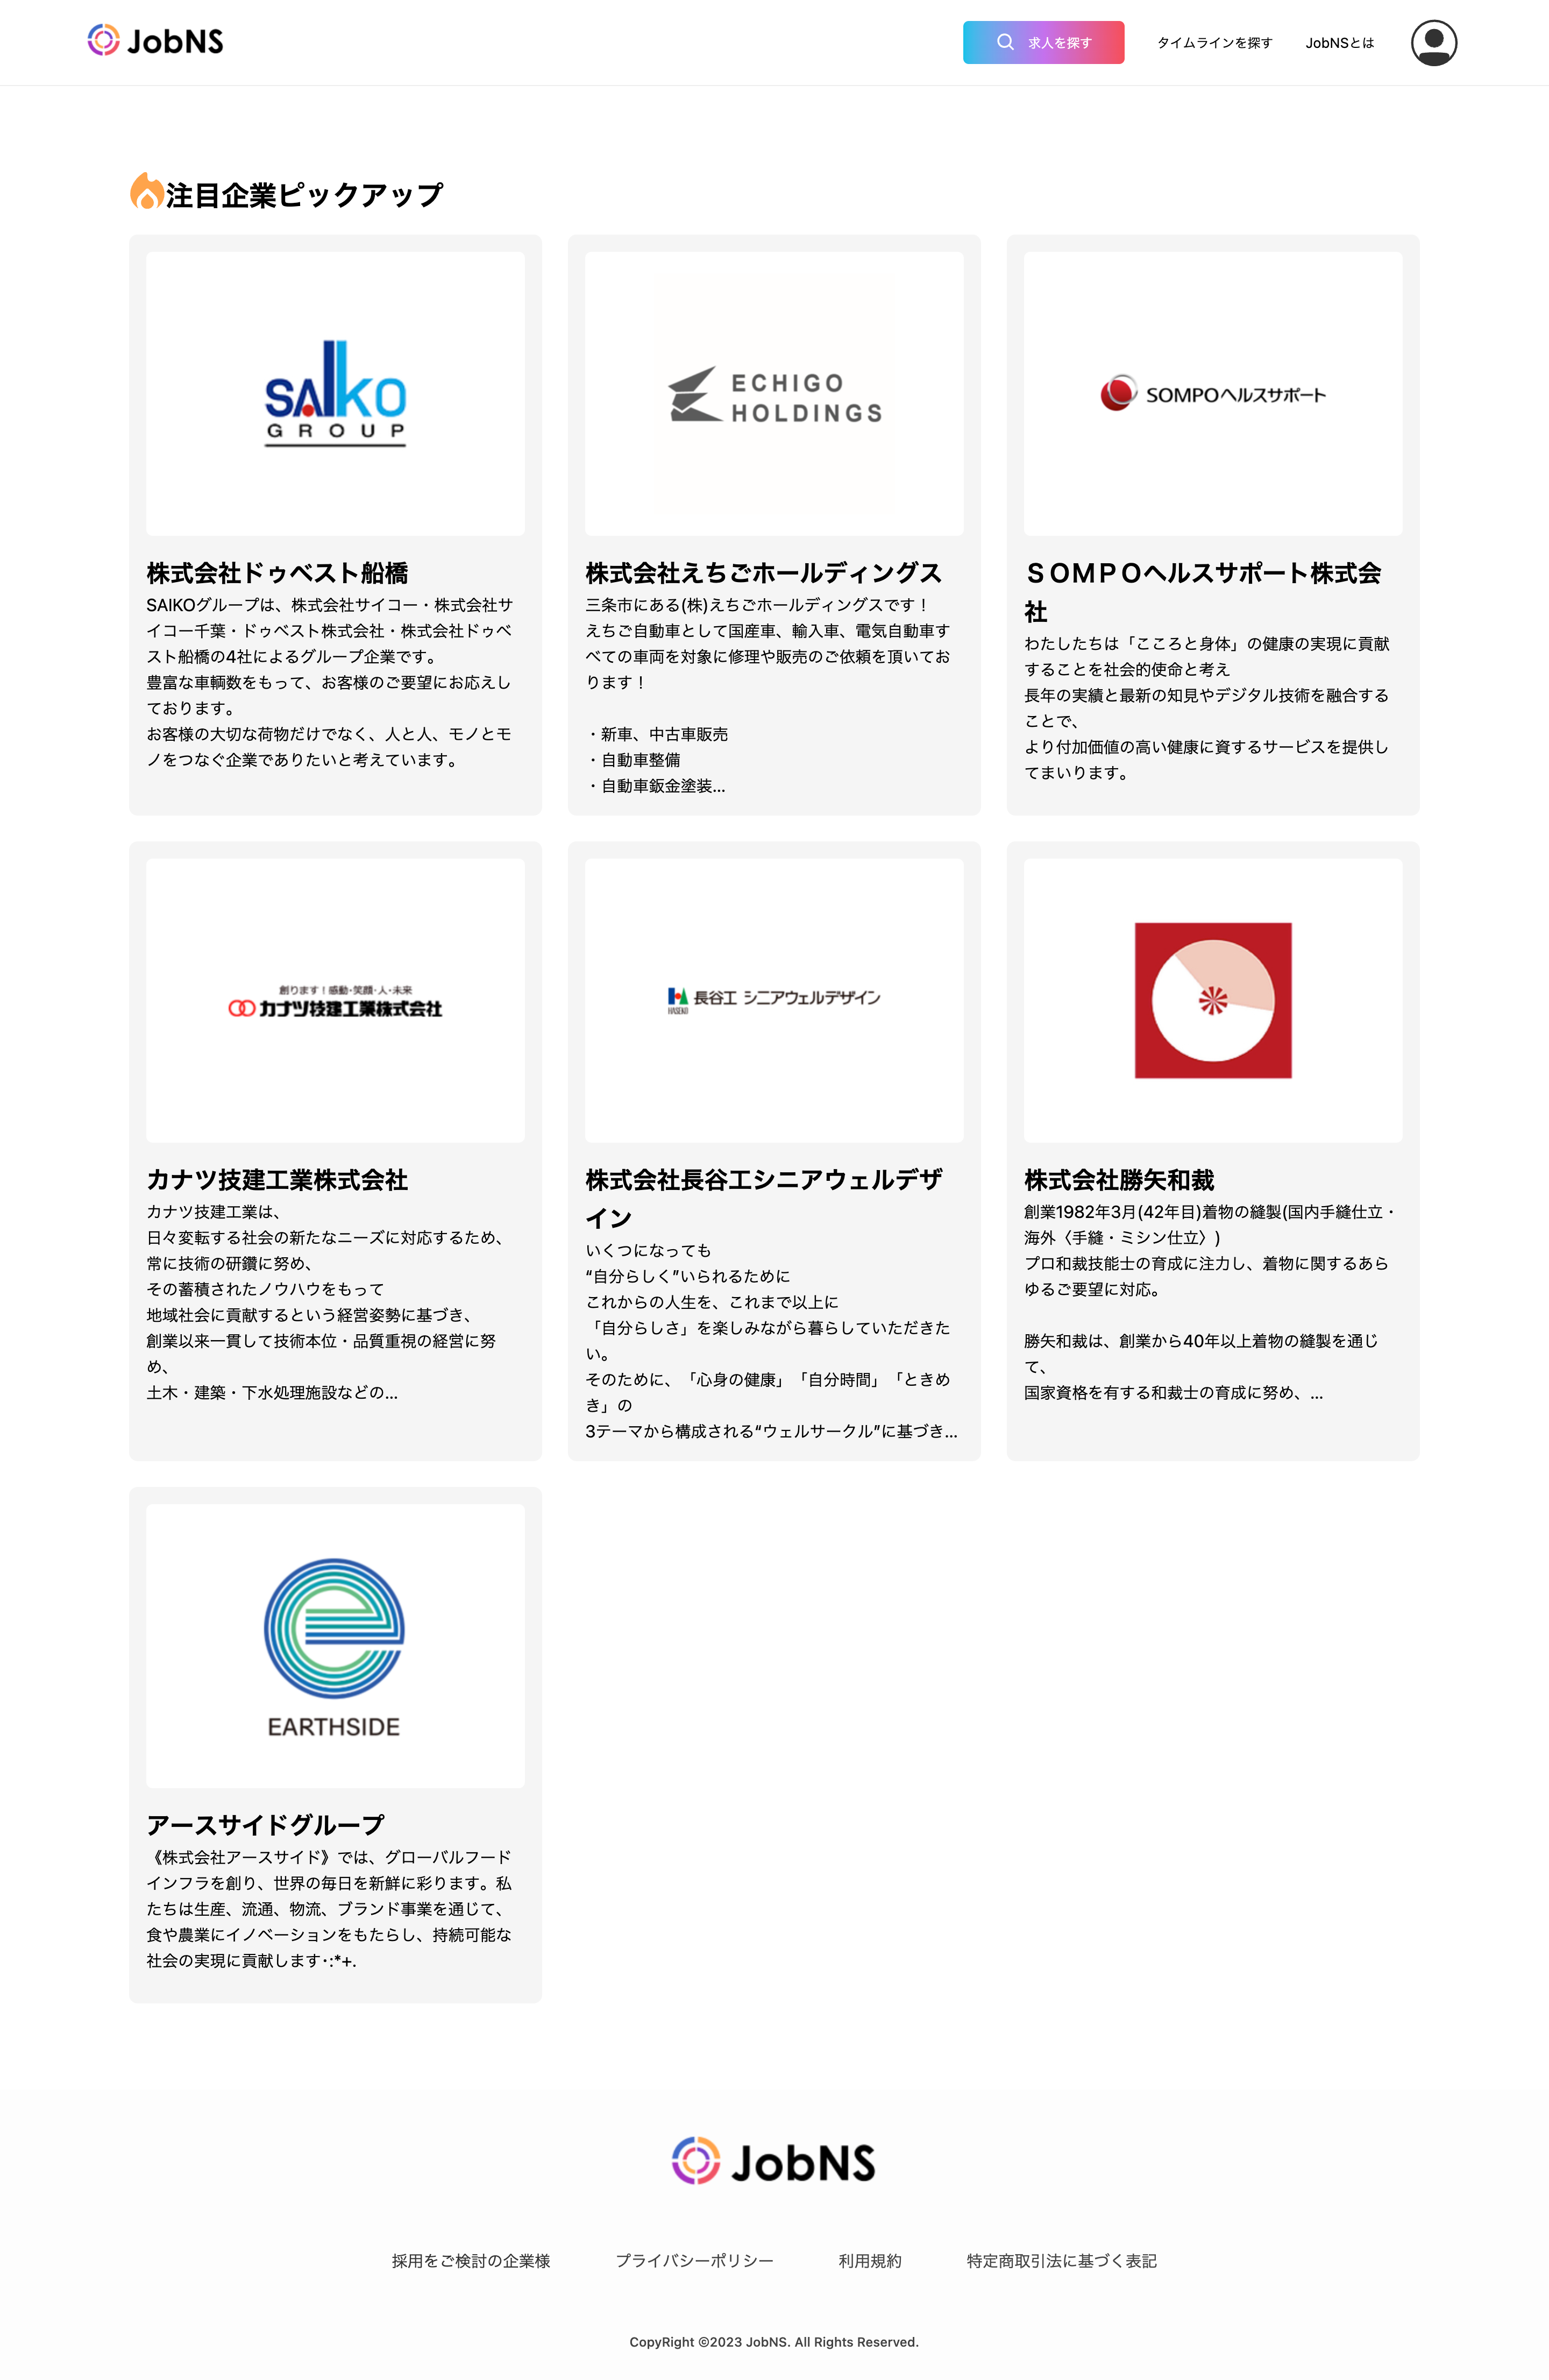 JobNS
求人を探す
タイムラインを探す
JobNSとは
注目企業ピックアップ
SAIKO
GROUP
株式会社ドゥベスト船橋
SAIKOグループは、株式会社サイコー・株式会社サ
イコー千葉・ドゥベスト株式会社・株式会社ドゥベ
スト船橋の4社によるグループ企業です。
豊富な車輌数をもって、お客様のご要望にお応えし
ております。
お客様の大切な荷物だけでなく、人と人、モノとモ
ノをつなぐ企業でありたいと考えています。
ECHIGO
HOLDINGS
株式会社えちごホールディングス
三条市にある(株)えちごホールディングスです！
えちご自動車として国産車、輸入車、電気自動車す
べての車両を対象に修理や販売のご依頼を頂いてお
ります！
・新車、中古車販売
・自動車整備
・自動車鈑金塗装...
SOMPOヘルスサポート
ＳＯＭＰＯヘルスサポート株式会
社
わたしたちは「こころと身体」の健康の実現に貢献
することを社会的使命と考え
長年の実績と最新の知見やデジタル技術を融合する
ことで、
より付加価値の高い健康に資するサービスを提供し
てまいります。
創ります！感動・笑顔・人・未来
カナツ技建工業株式会社
カナツ技建工業株式会社
カナツ技建工業は、
日々変転する社会の新たなニーズに対応するため、
常に技術の研鑽に努め、
その蓄積されたノウハウをもって
地域社会に貢献するという経営姿勢に基づき、
創業以来一貫して技術本位・品質重視の経営に努
め、
土木・建築・下水処理施設などの...
HASEKO
長谷工 シニアウェルデザイン
株式会社長谷工シニアウェルデザ
イン
いくつになっても
“自分らしく”いられるために
これからの人生を、これまで以上に
「自分らしさ」を楽しみながら暮らしていただきた
い。
そのために、「心身の健康」「自分時間」「ときめ
き」の
3テーマから構成される“ウェルサークル”に基づき...
株式会社勝矢和裁
創業1982年3月(42年目)着物の縫製(国内手縫仕立・
海外〈手縫・ミシン仕立〉)
プロ和裁技能士の育成に注力し、着物に関するあら
ゆるご要望に対応。
勝矢和裁は、創業から40年以上着物の縫製を通じ
て、
国家資格を有する和裁士の育成に努め、...
EARTHSIDE
アースサイドグループ
《株式会社アースサイド》では、グローバルフード
インフラを創り、世界の毎日を新鮮に彩ります。私
たちは生産、流通、物流、ブランド事業を通じて、
食や農業にイノベーションをもたらし、持続可能な
社会の実現に貢献します･:*+.
JobNS
採用をご検討の企業様
プライバシーポリシー
利用規約
特定商取引法に基づく表記
CopyRight ©2023 JobNS. All Rights Reserved.